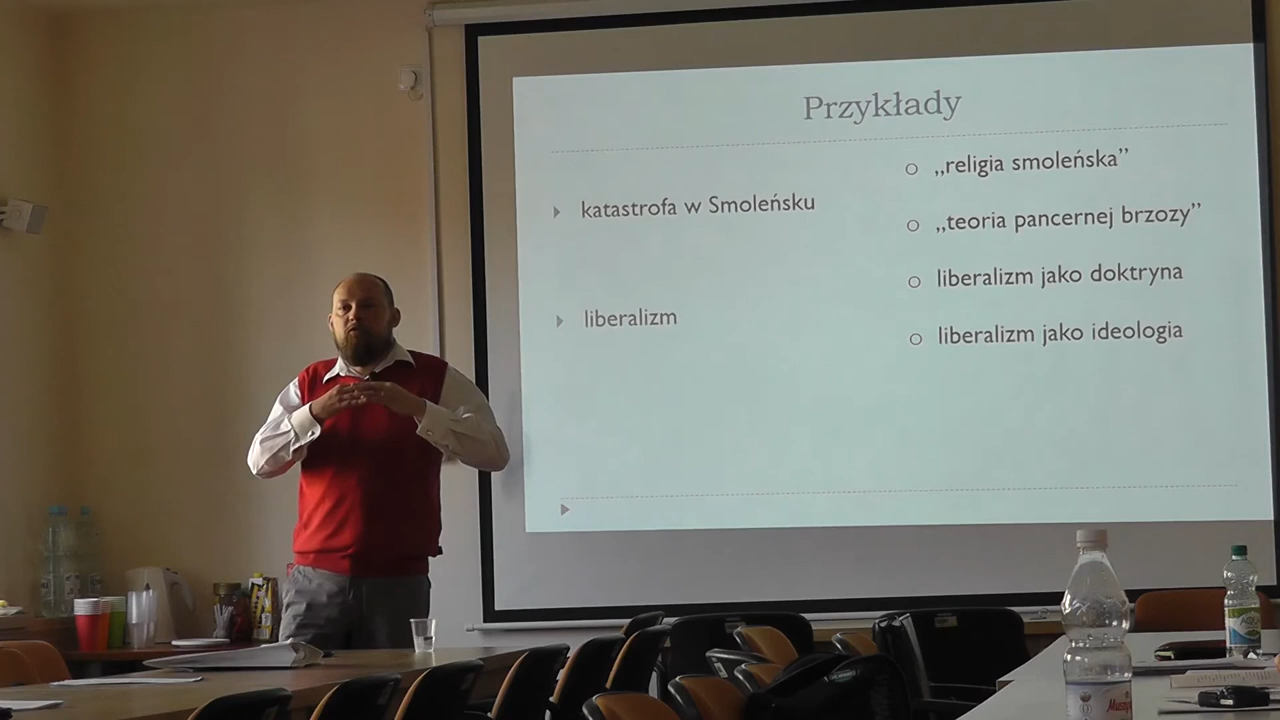 Przykłady
katastrofa w Smoleńsku
liberalizm
„religia smoleńska”
„teoria pancernej brzozy”
liberalizm jako doktryna
liberalizm jako ideologia